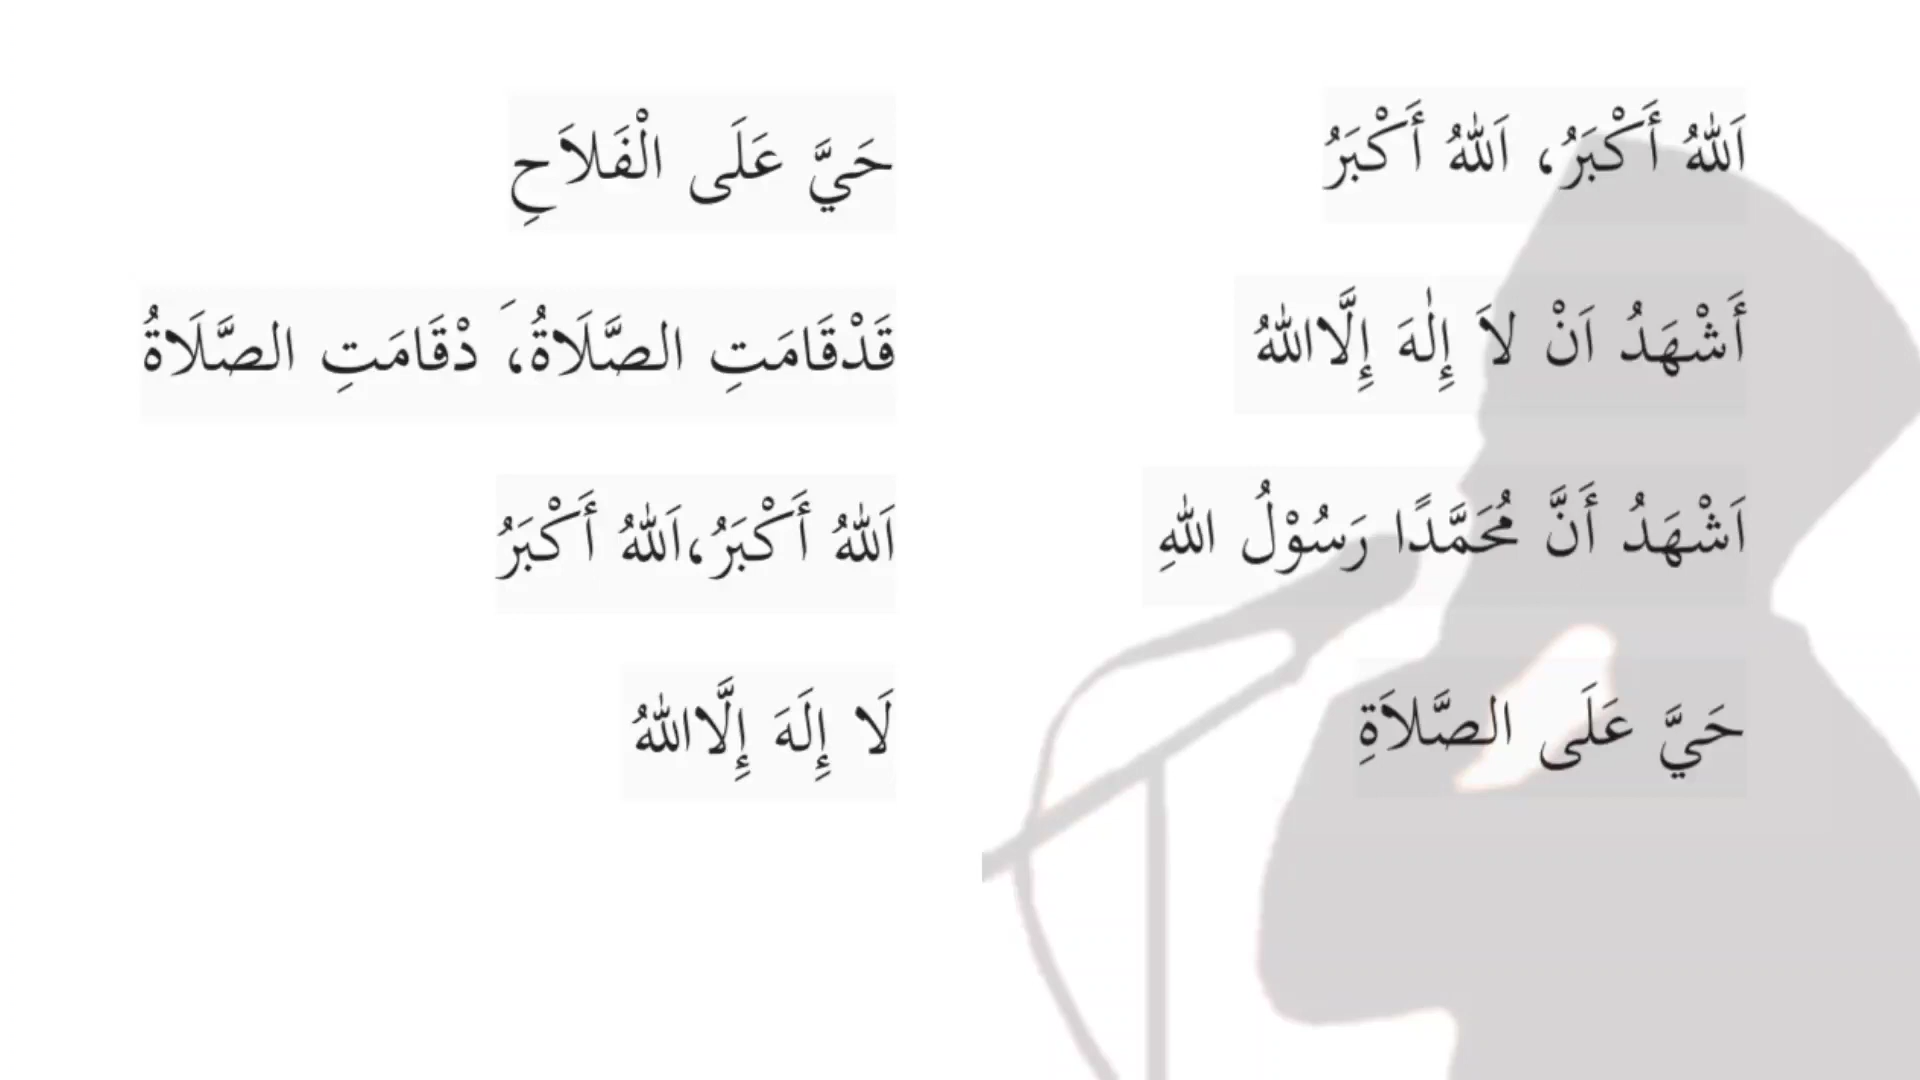 اَللّٰهُ أَكْبَرُ، اَللّٰهُ أَكْبَرُ
أَشْهَدُ اَنْ لاَ إِلٰهَ إِلَّااللّٰهُ
اَشْهَدُ أَنَّ مُحَمَّدًا رَسُوْلُ اللّٰهِ
حَيَّ عَلَى الصَّلاَةِ
حَيَّ عَلَى الْفَلاَحِ
قَدْقَامَتِ الصَّلَاةُ، َدْقَامَتِ الصَّلَاةُ
اَللّٰهُ أَكْبَرُ،اَللّٰهُ أَكْبَرُ
لَا إِلَهَ إِلَّااللّٰهُ